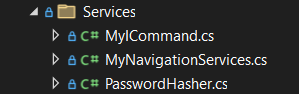 Services
C# MyICommand.cs
C# MyNavigationServices.cs
C# PasswordHasher.cs